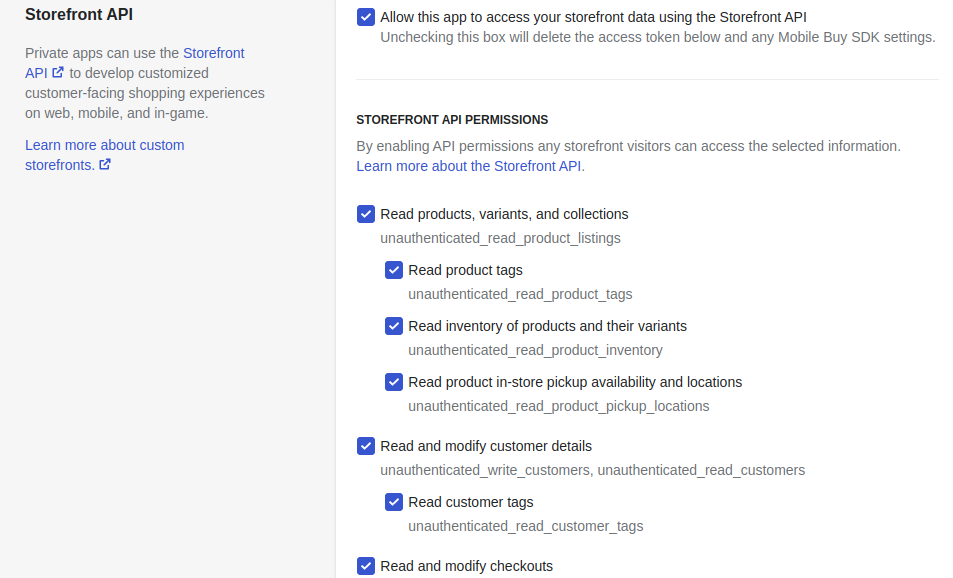 Storefront API
Private apps can use the Storefront
API to develop customized
customer-facing shopping experiences
on web, mobile, and in-game.
Learn more about custom
storefronts.
Allow this app to access your storefront data using the Storefront API
Unchecking this box will delete the access token below and any Mobile Buy SDK settings.
STOREFRONT API PERMISSIONS
By enabling API permissions any storefront visitors can access the selected information.
Learn more about the Storefront API.
Read products, variants, and collections
unauthenticated_read_product_listings
Read product tags
unauthenticated_read_product_tags
Read inventory of products and their variants
unauthenticated_read_product_inventory
Read product in-store pickup availability and locations
unauthenticated_read_product_pickup_locations
Read and modify customer details
unauthenticated_write_customers, unauthenticated_read_customers
Read customer tags
unauthenticated_read_customer_tags
Read and modify checkouts